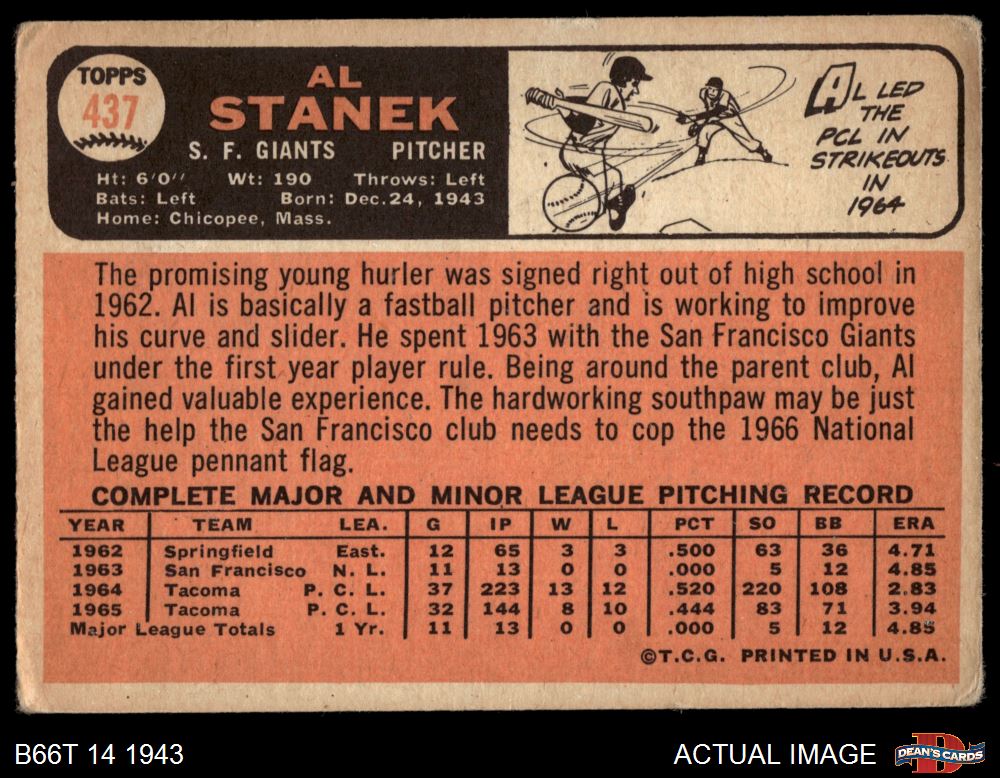 TOPPS
437
AL
STANEK
S. F. GIANTS PITCHER
Ht: 6'0" Wt: 190 Throws: Left
Bats: Left Born: Dec.24, 1943
Home: Chicopee, Mass.
AL LED
THE
PCL IN
STRIKEOUTS
IN
1964
The promising young hurler was signed right out of high school in
1962. Al is basically a fastball pitcher and is working to improve
his curve and slider. He spent 1963 with the San Francisco Giants
under the first year player rule. Being around the parent club, Al
gained valuable experience. The hardworking southpaw may be just
the help the San Francisco club needs to cop the 1966 National
League pennant flag.
COMPLETE MAJOR AND MINOR LEAGUE PITCHING RECORD
YEAR TEAM LEA. G IP W L PCT SO BB ERA
1962 Springfield East. 12 65 3 3 .500 63 36 4.71
1963 San Francisco N. L. 11 13 0 0 .000 5 12 4.85
1964 Tacoma P. C. L. 37 223 13 12 .520 220 108 2.83
1965 Tacoma P. C. L. 32 144 8 10 .444 83 71 3.94
Major League Totals 1 Yr. 11 13 0 0 .000 5 12 4.85
©T.C.G. PRINTED IN U.S.A.
B66T 14 1943 ACTUAL IMAGE
DEAN'S CARDS